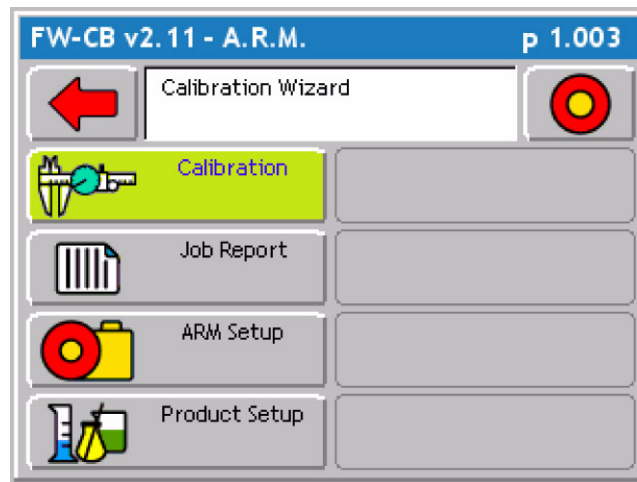 FW-CB v2.11 - A.R.M. p 1.003
Calibration Wizard
Calibration
Job Report
ARM Setup
Product Setup